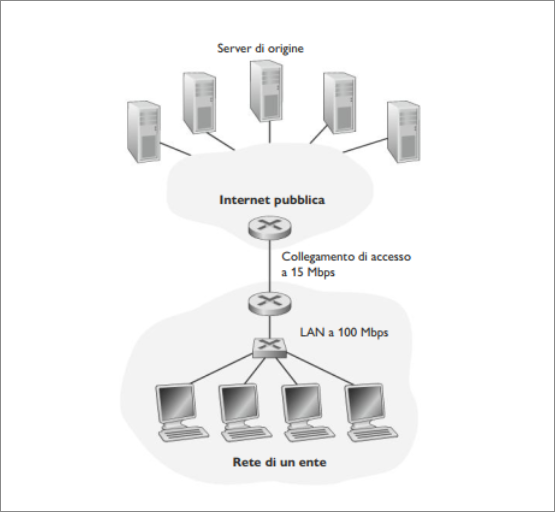 Server di origine
Internet pubblica
Collegamento di accesso
a 15 Mbps
LAN a 100 Mbps
Rete di un ente